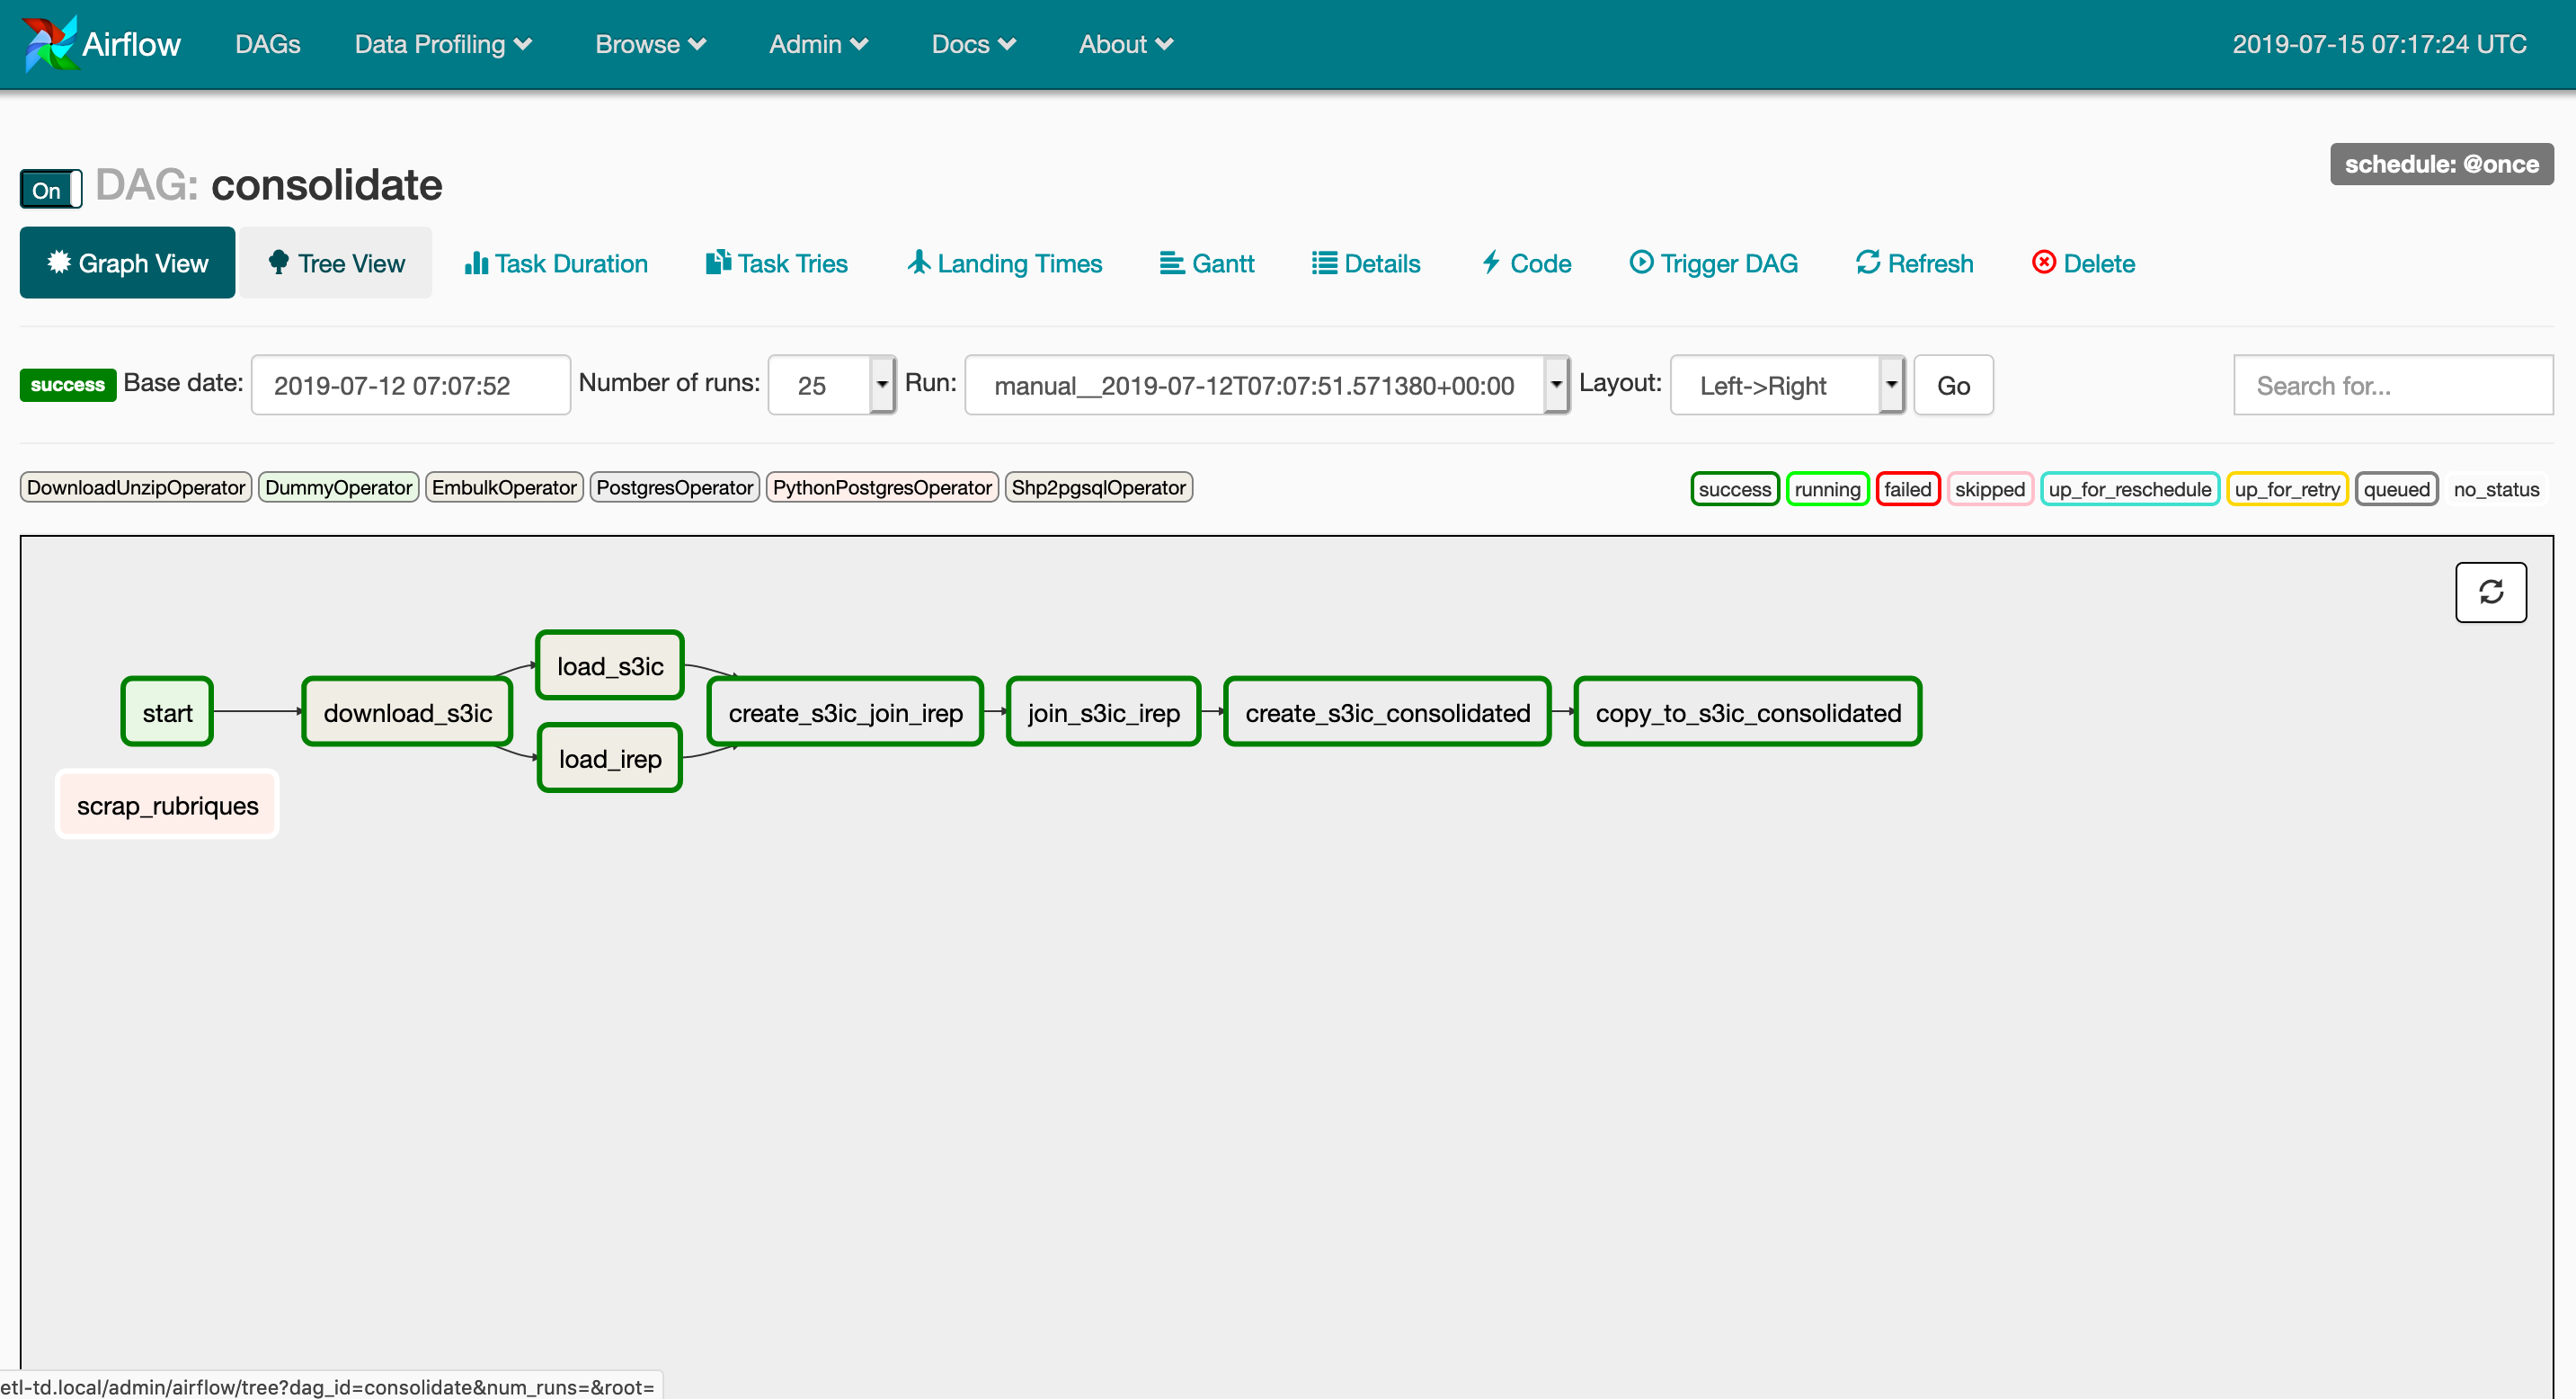 Airflow DAGs Data Profiling Browse Admin Docs About 2019-07-15 07:17:24 UTC
schedule: @once
On DAG: consolidate
Graph View Tree View Task Duration Task Tries Landing Times Gantt Details Code Trigger DAG Refresh Delete
success Base date: 2019-07-12 07:07:52 Number of runs: 25 Run: manual__2019-07-12T07:07:51.571380+00:00 Layout: Left->Right Go Search for...
DownloadUnzipOperator DummyOperator EmbulkOperator PostgresOperator PythonPostgresOperator Shp2pgsqlOperator success running failed skipped up_for_reschedule up_for_retry queued no_status
load_s3ic
start download_s3ic create_s3ic_join_irep join_s3ic_irep create_s3ic_consolidated copy_to_s3ic_consolidated
load_irep
scrap_rubriques
etl-td.local/admin/airflow/tree?dag_id=consolidate&num_runs=&root=